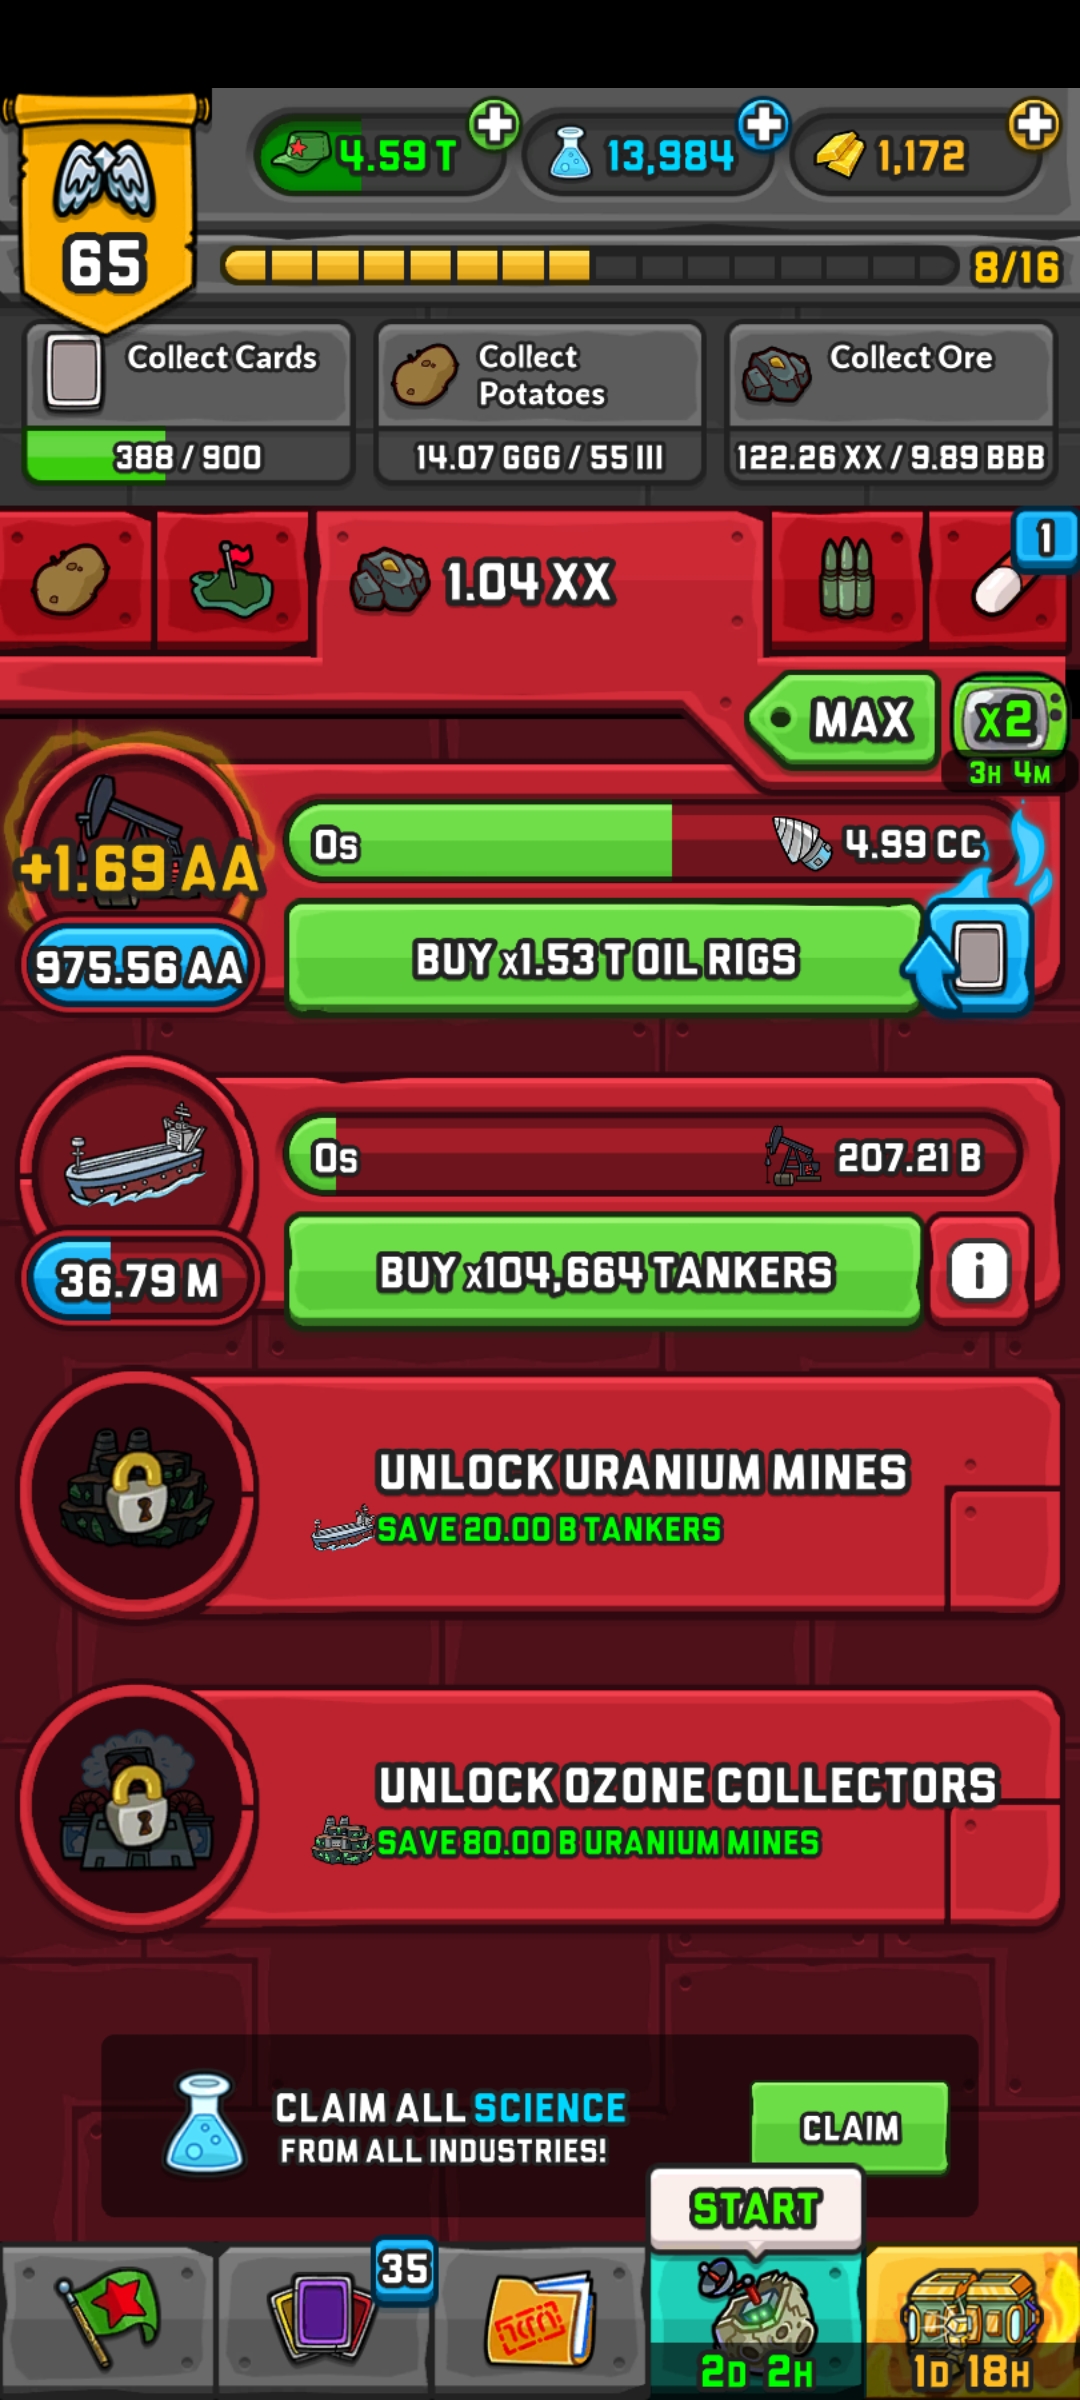 65
4.59 T
13,984
1,172
8/16
Collect Cards
388 / 900
Collect
Potatoes
14.07 GGG / 55 III
Collect Ore
122.26 XX / 9.89 BBB
1.04 XX
1
MAX
x2
3H 4M
+1.69 AA
975.56 AA
0s
4.99 CC
BUY x1.53 T OIL RIGS
0s
207.21 B
36.79 M
BUY x104,664 TANKERS
i
UNLOCK URANIUM MINES
SAVE 20.00 B TANKERS
UNLOCK OZONE COLLECTORS
SAVE 80.00 B URANIUM MINES
CLAIM ALL SCIENCE
FROM ALL INDUSTRIES!
CLAIM
START
35
2D 2H
1D 18H